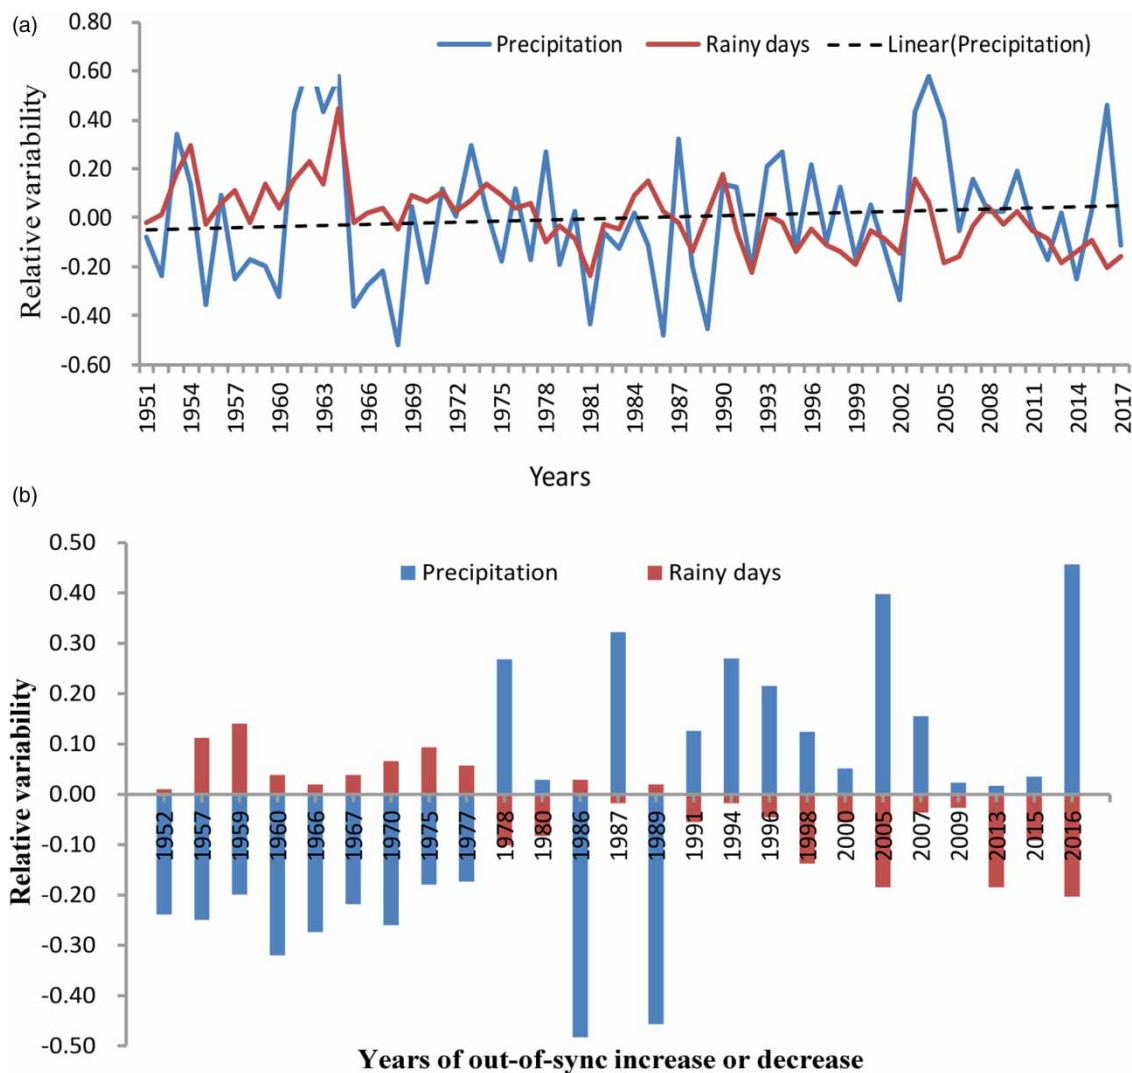 (a)
0.80
0.60
0.40
0.20
0.00
-0.20
-0.40
-0.60
Relative variability
Precipitation Rainy days Linear(Precipitation)
1951 1954 1957 1960 1963 1966 1969 1972 1975 1978 1981 1984 1987 1990 1993 1996 1999 2002 2005 2008 2011 2014 2017
Years
(b)
0.50
0.40
0.30
0.20
0.10
0.00
-0.10
-0.20
-0.30
-0.40
-0.50
Relative variability
Precipitation Rainy days
1952 1957 1959 1960 1966 1967 1970 1975 1977 1978 1980 1986 1987 1989 1991 1994 1996 1998 2000 2005 2007 2009 2013 2015 2016
Years of out-of-sync increase or decrease